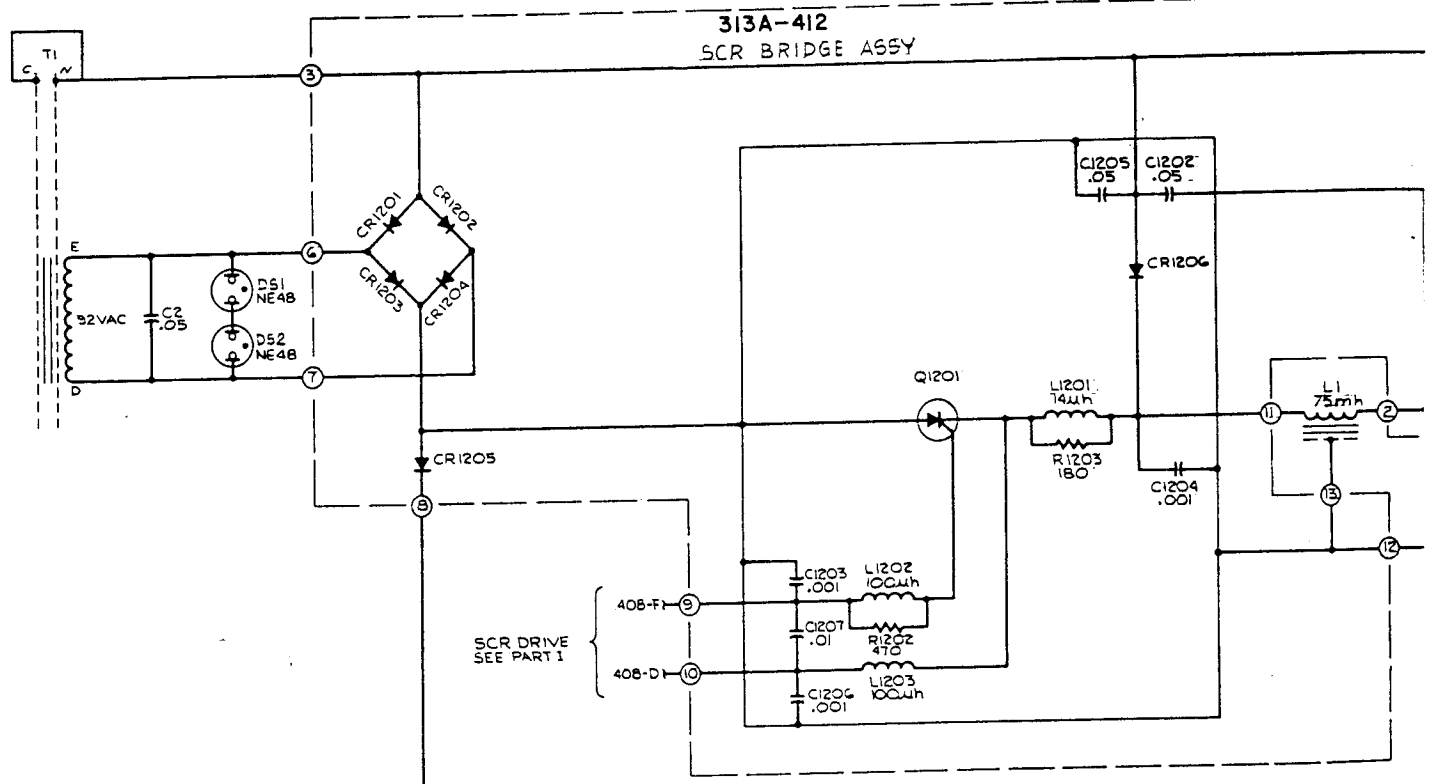 313A-412
SCR BRIDGE ASSY
T1
C
N
3
CR1201
CR1202
CR1203
CR1204
6
E
92VAC
D
C2
.05
DS1
NE48
DS2
NE48
7
CR1205
8
C1205
.05
C1202
.05
CR1206
Q1201
L1201
74μh
R1203
180
C1204
.001
11
L1
75mh
2
13
12
SCR DRIVE
SEE PART I
408-F
9
408-D
10
C1203
.001
C1207
.01
C1206
.001
L1202
100μh
R1202
470
L1203
100μh